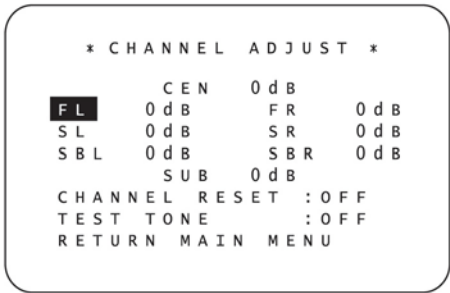 * CHANNEL ADJUST *
CEN 0dB
FL 0dB FR 0dB
SL 0dB SR 0dB
SBL 0dB SBR 0dB
SUB 0dB
CHANNEL RESET :OFF
TEST TONE :OFF
RETURN MAIN MENU